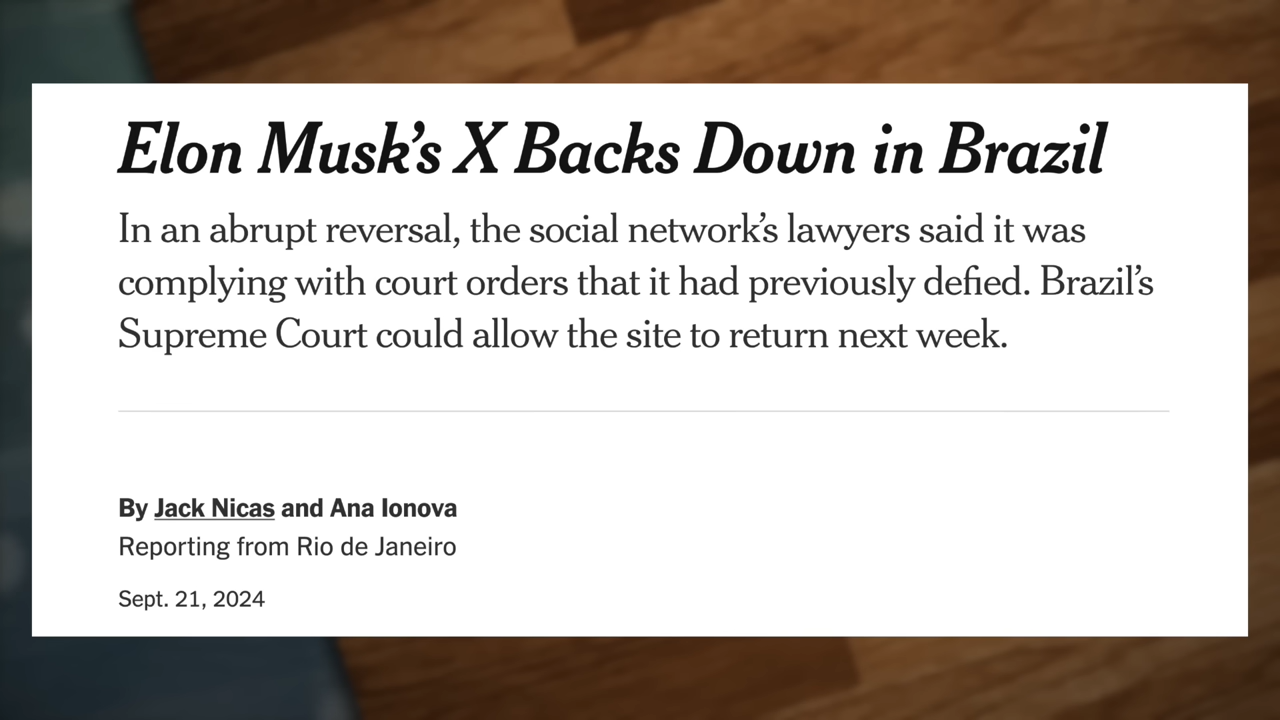 Elon Musk’s X Backs Down in Brazil
In an abrupt reversal, the social network’s lawyers said it was
complying with court orders that it had previously defied. Brazil’s
Supreme Court could allow the site to return next week.
By Jack Nicas and Ana Ionova
Reporting from Rio de Janeiro
Sept. 21, 2024